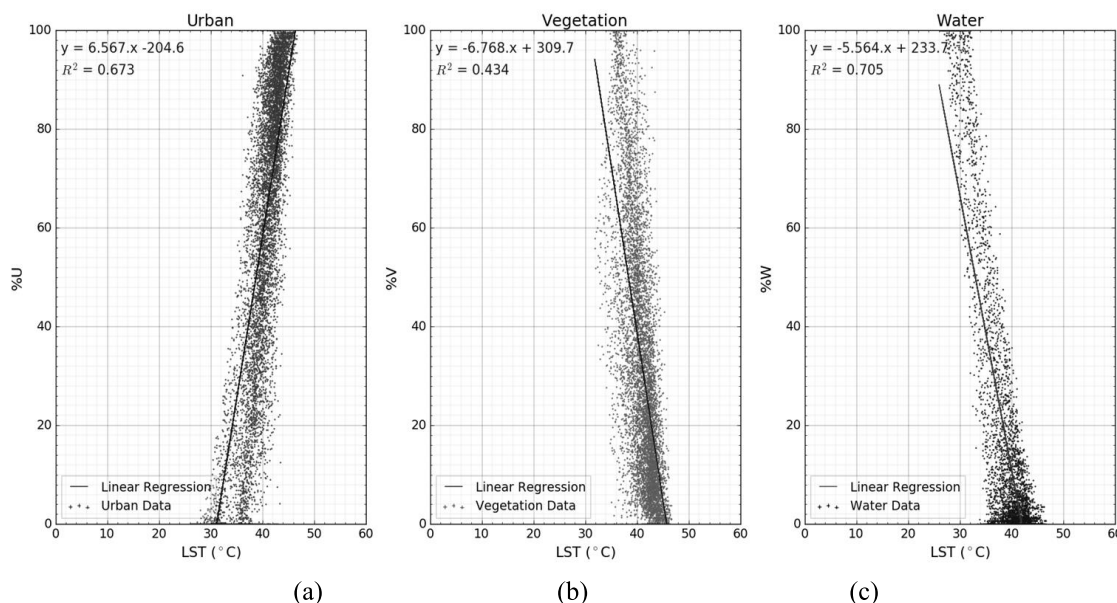 Urban
y = 6.567.x -204.6
R² = 0.673
%U
100
80
60
40
20
0
Linear Regression
Urban Data
0 10 20 30 40 50 60
LST (°C)
(a)
Vegetation
y = -6.768.x + 309.7
R² = 0.434
%V
100
80
60
40
20
0
Linear Regression
Vegetation Data
0 10 20 30 40 50 60
LST (°C)
(b)
Water
y = -5.564.x + 233.7
R² = 0.705
%W
100
80
60
40
20
0
Linear Regression
Water Data
0 10 20 30 40 50 60
LST (°C)
(c)